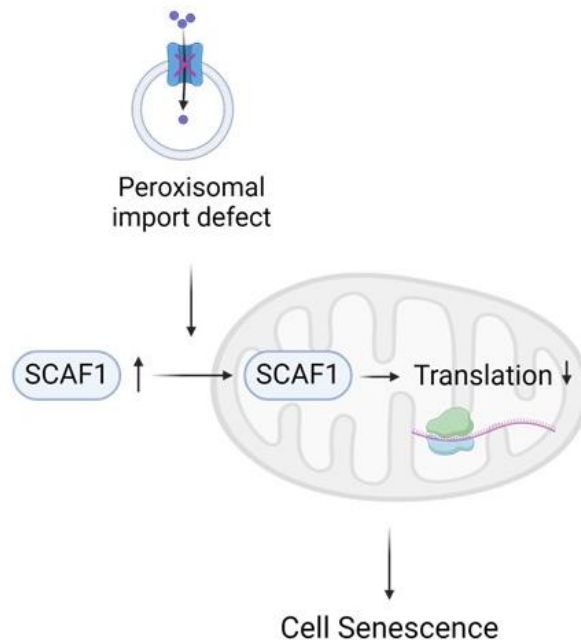 Peroxisomal
import defect
SCAF1
SCAF1
Translation
Cell Senescence